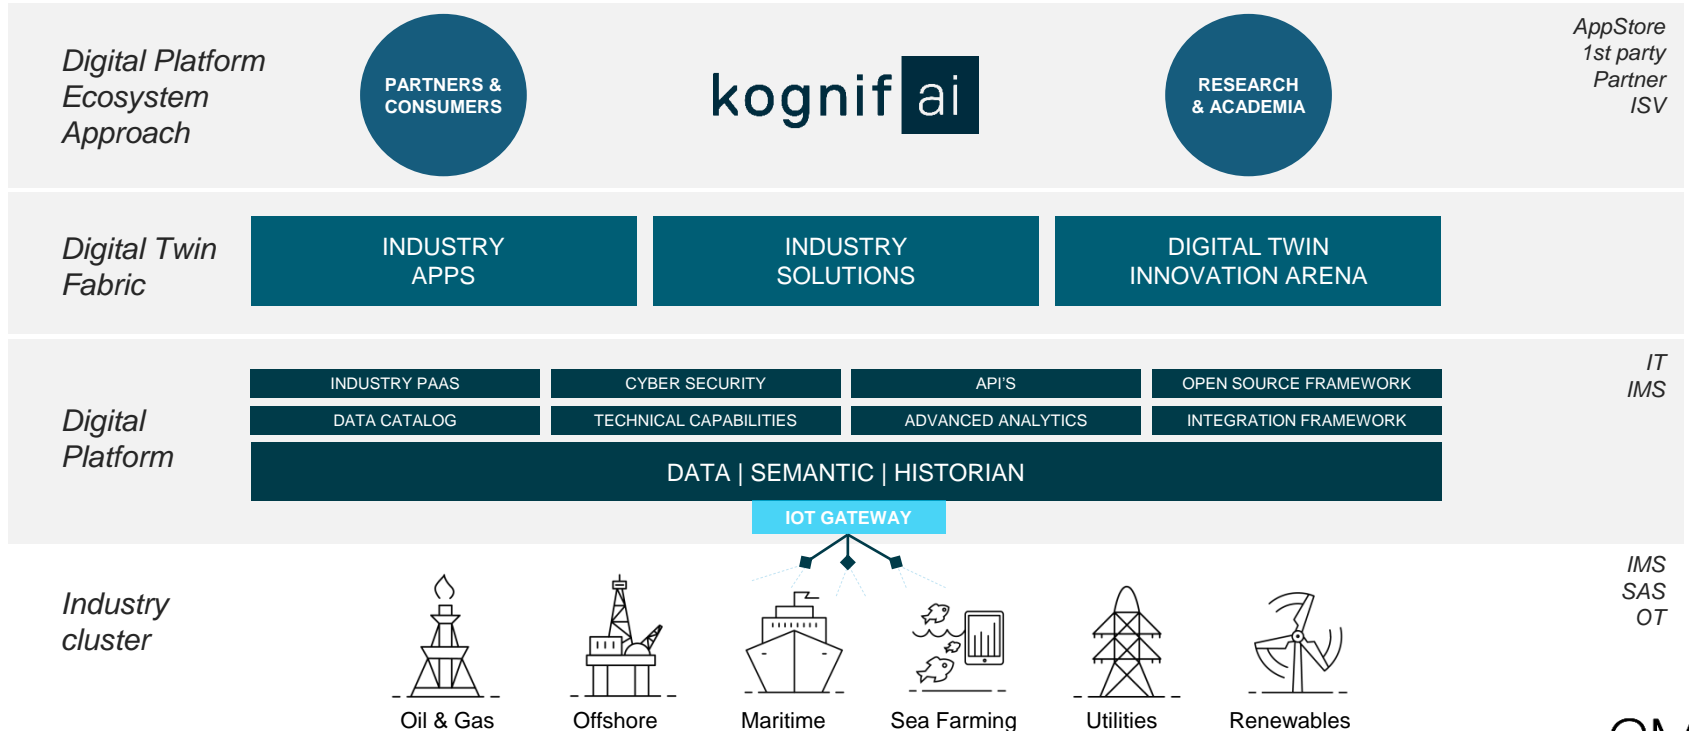 Digital Platform
Ecosystem
Approach
PARTNERS &
CONSUMERS
kognifai
RESEARCH
& ACADEMIA
AppStore
1st party
Partner
ISV
Digital Twin
Fabric
INDUSTRY
APPS
INDUSTRY
SOLUTIONS
DIGITAL TWIN
INNOVATION ARENA
Digital
Platform
INDUSTRY PAAS
CYBER SECURITY
API'S
OPEN SOURCE FRAMEWORK
DATA CATALOG
TECHNICAL CAPABILITIES
ADVANCED ANALYTICS
INTEGRATION FRAMEWORK
DATA | SEMANTIC | HISTORIAN
IOT GATEWAY
IT
IMS
Industry
cluster
IMS
SAS
OT
Oil & Gas
Offshore
Maritime
Sea Farming
Utilities
Renewables